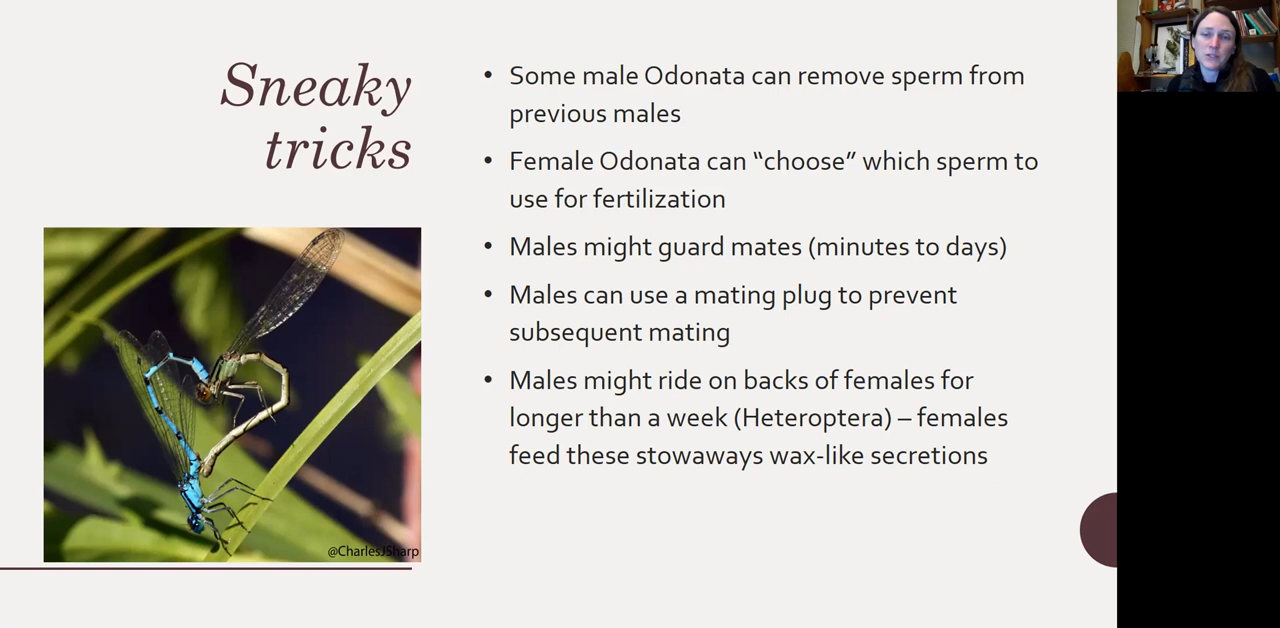 Sneaky
tricks
• Some male Odonata can remove sperm from
previous males
• Female Odonata can “choose” which sperm to
use for fertilization
• Males might guard mates (minutes to days)
• Males can use a mating plug to prevent
subsequent mating
• Males might ride on backs of females for
longer than a week (Heteroptera) – females
feed these stowaways wax-like secretions
@CharlesJSharp